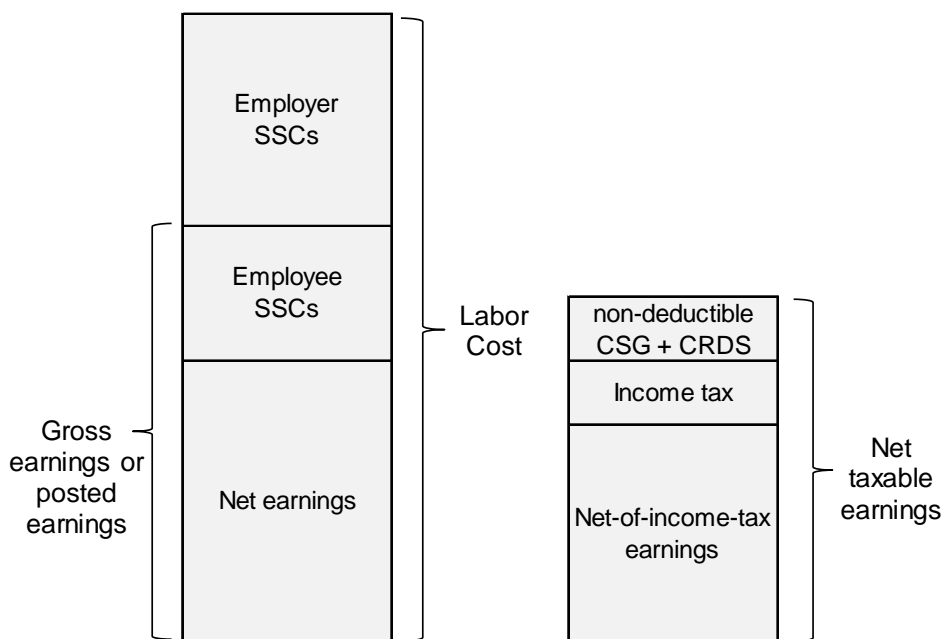 Employer
SSCs
Employee
SSCs
Net earnings
Gross
earnings or
posted
earnings
Labor
Cost
non-deductible
CSG + CRDS
Income tax
Net-of-income-tax
earnings
Net
taxable
earnings